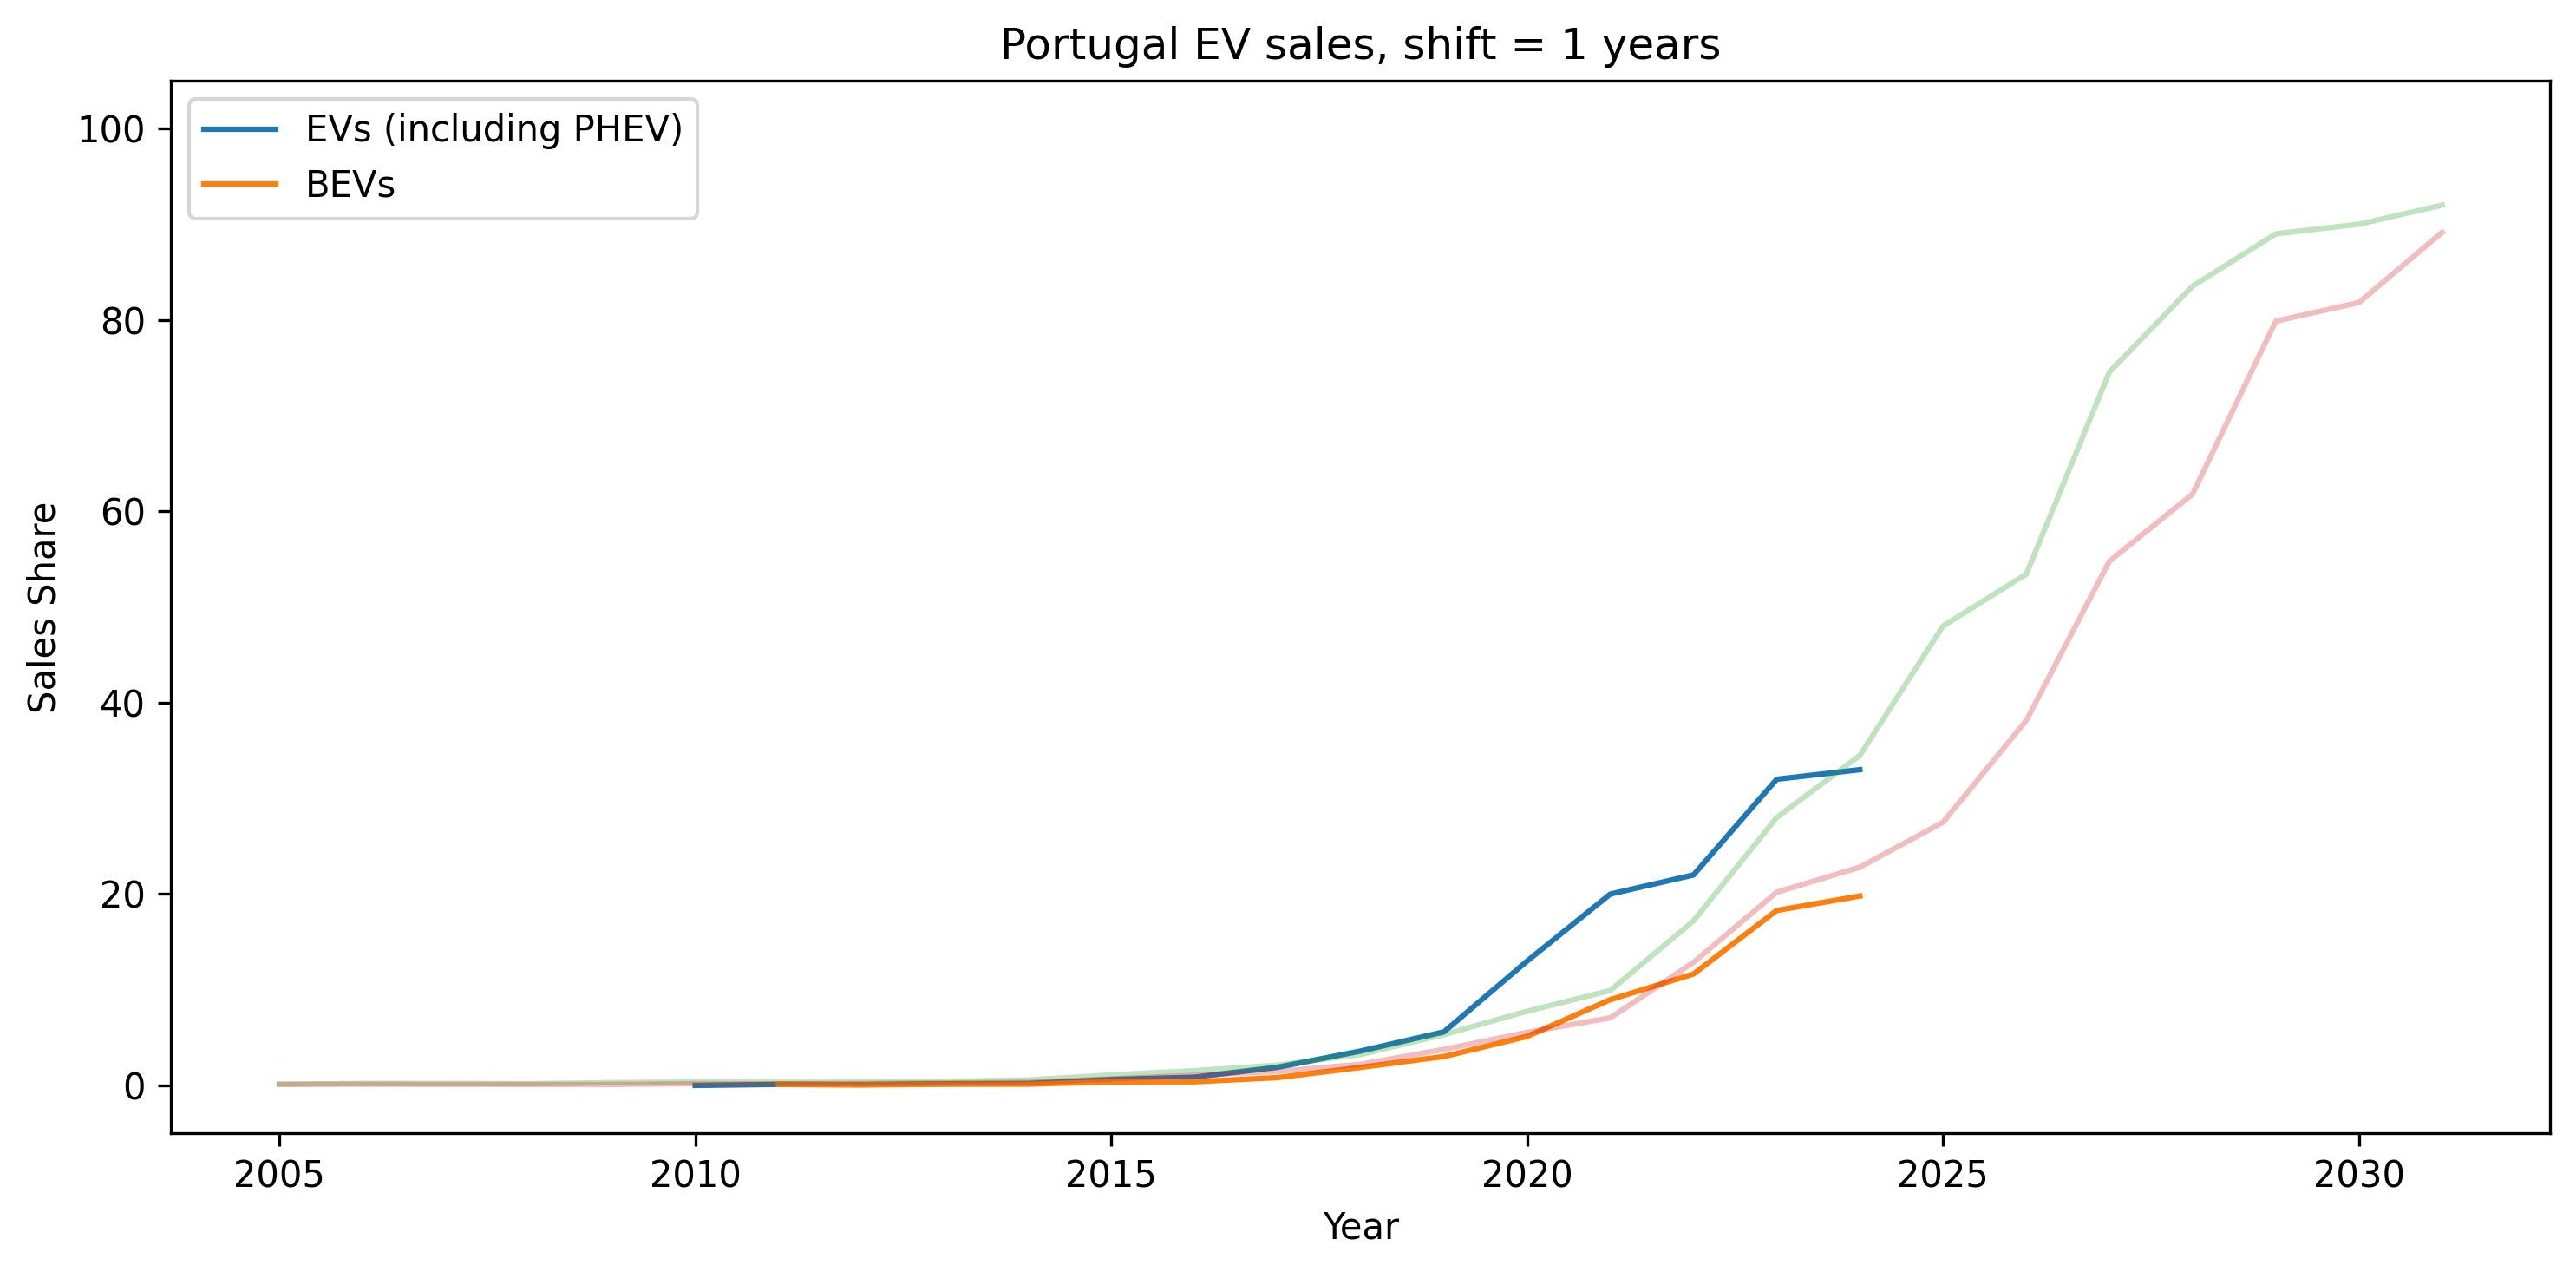 Portugal EV sales, shift = 1 years
EVs (including PHEV)
BEVs
100
80
60
40
20
0
Sales Share
2005 2010 2015 2020 2025 2030
Year